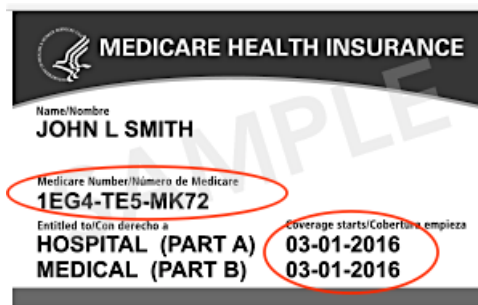 MEDICARE HEALTH INSURANCE
Name/Nombre
JOHN L SMITH
Medicare Number/Número de Medicare
1EG4-TE5-MK72
Entitled to/Con derecho a Coverage starts/Cobertura empieza
HOSPITAL (PART A) 03-01-2016
MEDICAL (PART B) 03-01-2016
SAMPLE